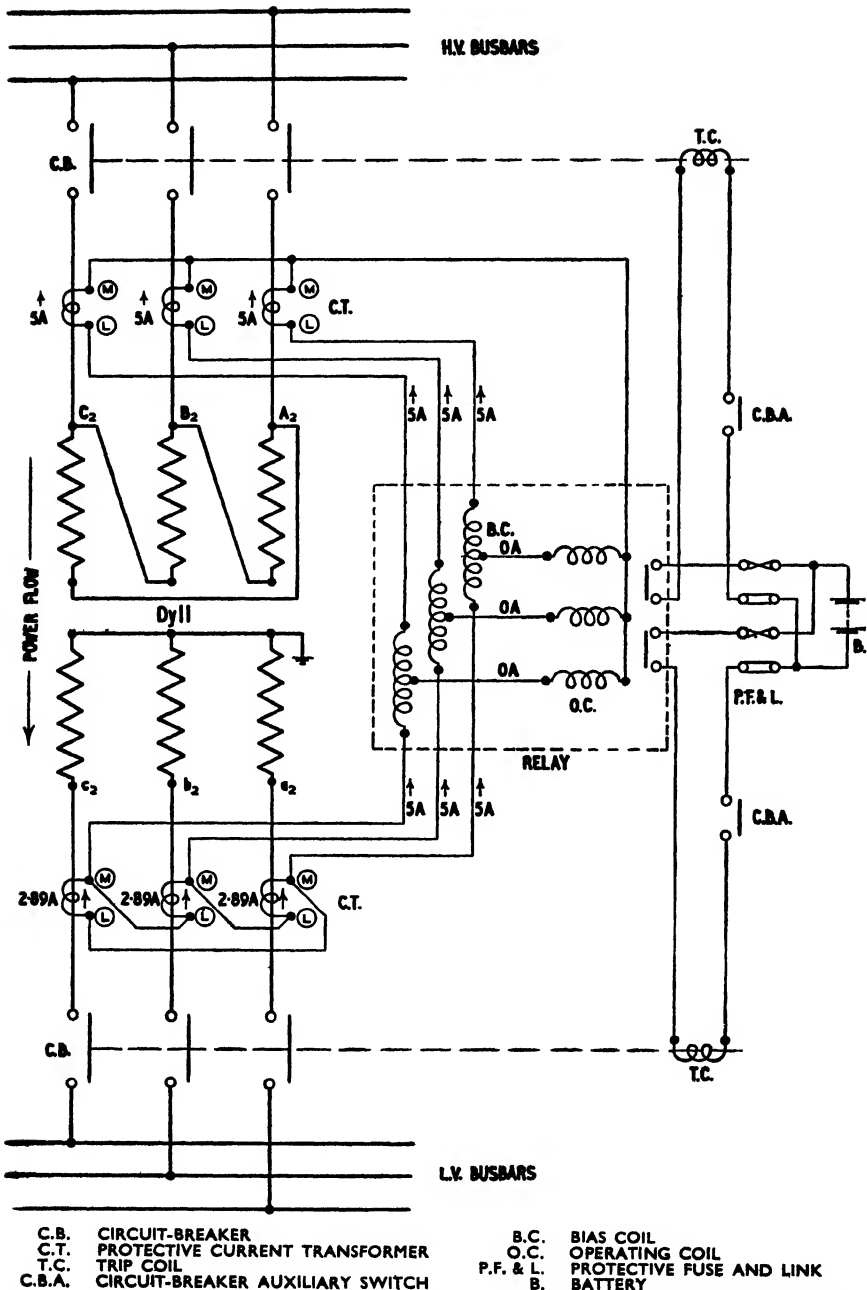 H.V. BUSBARS
T.C.
C.B.
M M M
C.T.
5A 5A 5A
L L L
5A 5A 5A
C.B.A.
C2 B2 A2
B.C.
0A
POWER FLOW
Dy11
0A
0A
B.
O.C.
P.F.& L.
RELAY
c2 b2 a2
5A 5A 5A
C.B.A.
M M M
2·89A 2·89A 2·89A
C.T.
L L L
C.B.
T.C.
L.V. BUSBARS
C.B. CIRCUIT-BREAKER
C.T. PROTECTIVE CURRENT TRANSFORMER
T.C. TRIP COIL
C.B.A. CIRCUIT-BREAKER AUXILIARY SWITCH
B.C. BIAS COIL
O.C. OPERATING COIL
P.F. & L. PROTECTIVE FUSE AND LINK
B. BATTERY